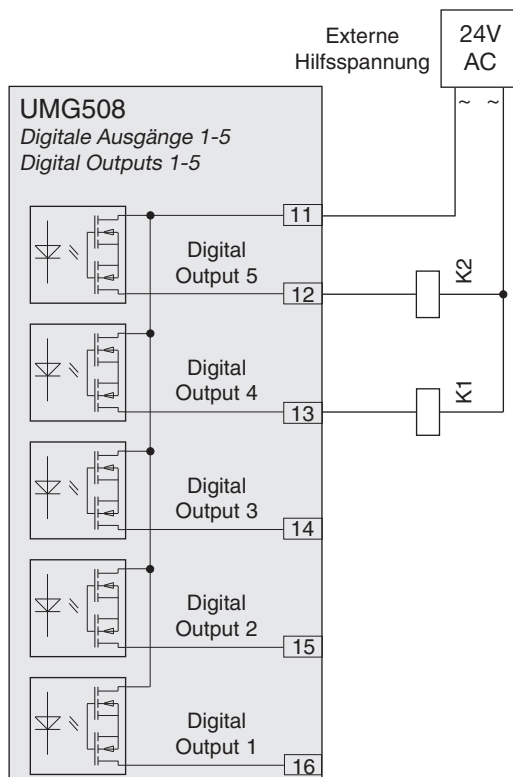 Externe
Hilfsspannung
24V
AC
~ ~
UMG508
Digitale Ausgänge 1-5
Digital Outputs 1-5
11
Digital
Output 5
12
K2
Digital
Output 4
13
K1
Digital
Output 3
14
Digital
Output 2
15
Digital
Output 1
16